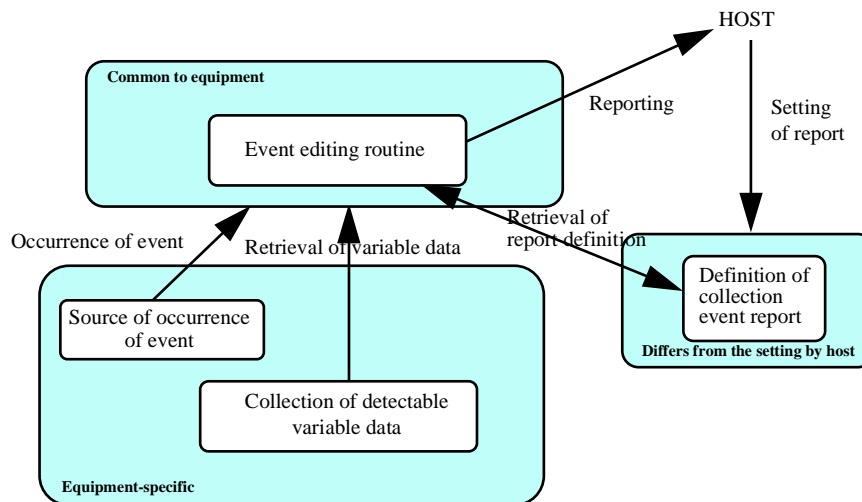 HOST
Common to equipment
Reporting
Setting
of report
Event editing routine
Occurrence of event
Retrieval of variable data
Retrieval of
report definition
Definition of
collection
event report
Differs from the setting by host
Source of occurrence
of event
Collection of detectable
variable data
Equipment-specific